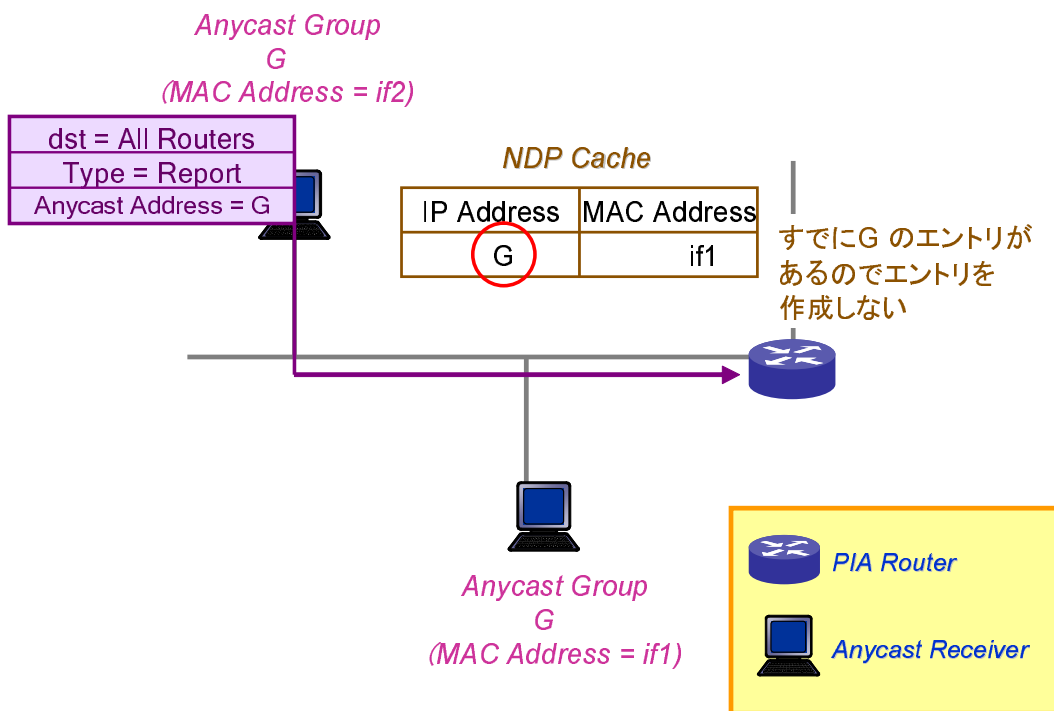 Anycast Group
G
(MAC Address = if2)
dst = All Routers
Type = Report
Anycast Address = G
NDP Cache
IP Address MAC Address
G if1
すでにG のエントリが
あるのでエントリを
作成しない
Anycast Group
G
(MAC Address = if1)
PIA Router
Anycast Receiver